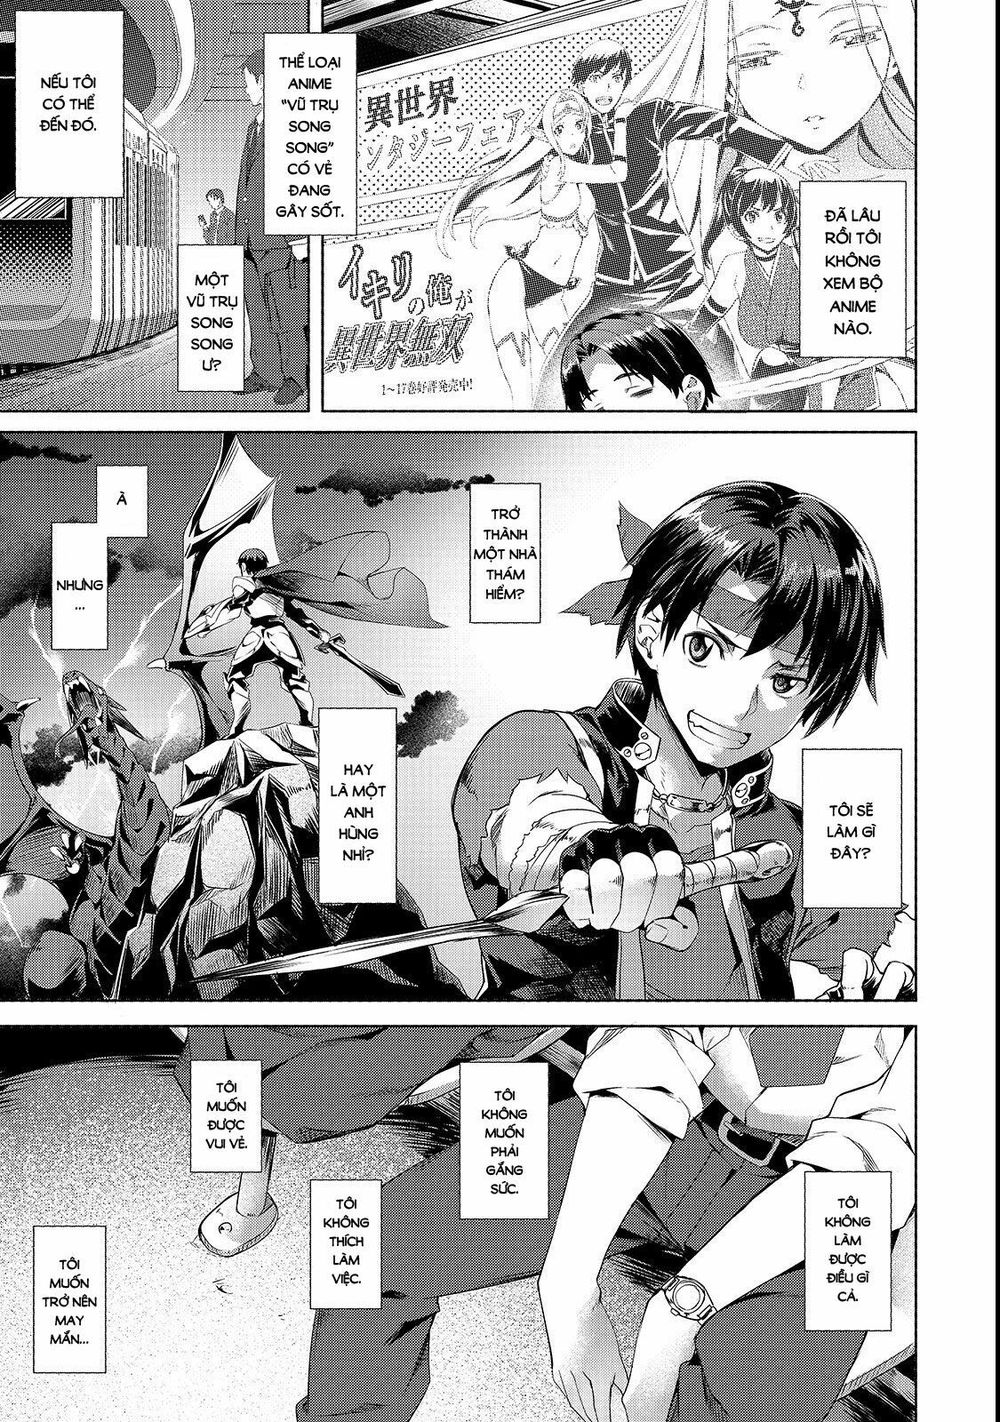 ĐÃ LÂU
RỒI TÔI
KHÔNG
XEM BỘ
ANIME
NÀO.
異世界
ンタジーフェア
イキリの俺が
異世界無双
1～17巻好評発売中!
THỂ LOẠI
ANIME
“VŨ TRỤ
SONG
SONG”
CÓ VẺ
ĐANG
GÂY SỐT.
MỘT
VŨ TRỤ
SONG
SONG
Ư?
NẾU TÔI
CÓ THỂ
ĐẾN ĐÓ.
TÔI SẼ
LÀM GÌ
ĐÂY?
TRỞ
THÀNH
MỘT NHÀ
THÁM
HIỂM?
HAY
LÀ MỘT
ANH
HÙNG
NHỈ?
À
NHƯNG
...
TÔI
KHÔNG
LÀM
ĐƯỢC
ĐIỀU GÌ
CẢ.
TÔI
KHÔNG
MUỐN
PHẢI
GẮNG
SỨC.
TÔI
KHÔNG
THÍCH
LÀM
VIỆC.
TÔI
MUỐN
ĐƯỢC
VUI VẺ.
TÔI
MUỐN
TRỞ NÊN
MAY
MẮN...